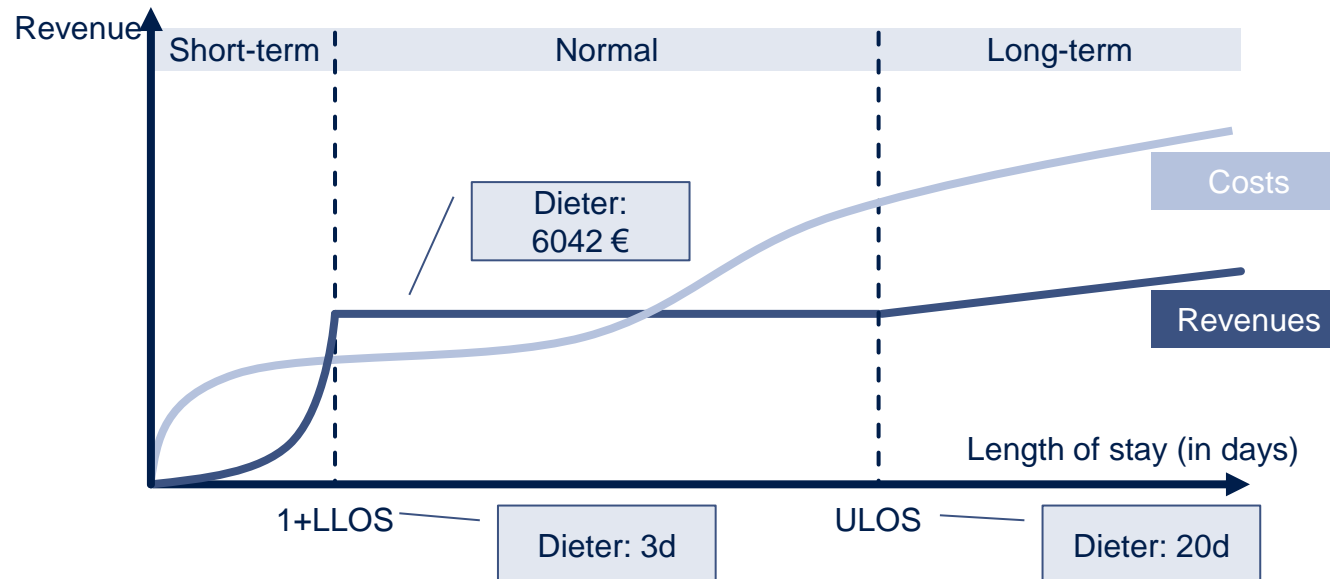 Revenue
Short-term
Normal
Long-term
Costs
Dieter:
6042 €
Revenues
Length of stay (in days)
1+LLOS
Dieter: 3d
ULOS
Dieter: 20d